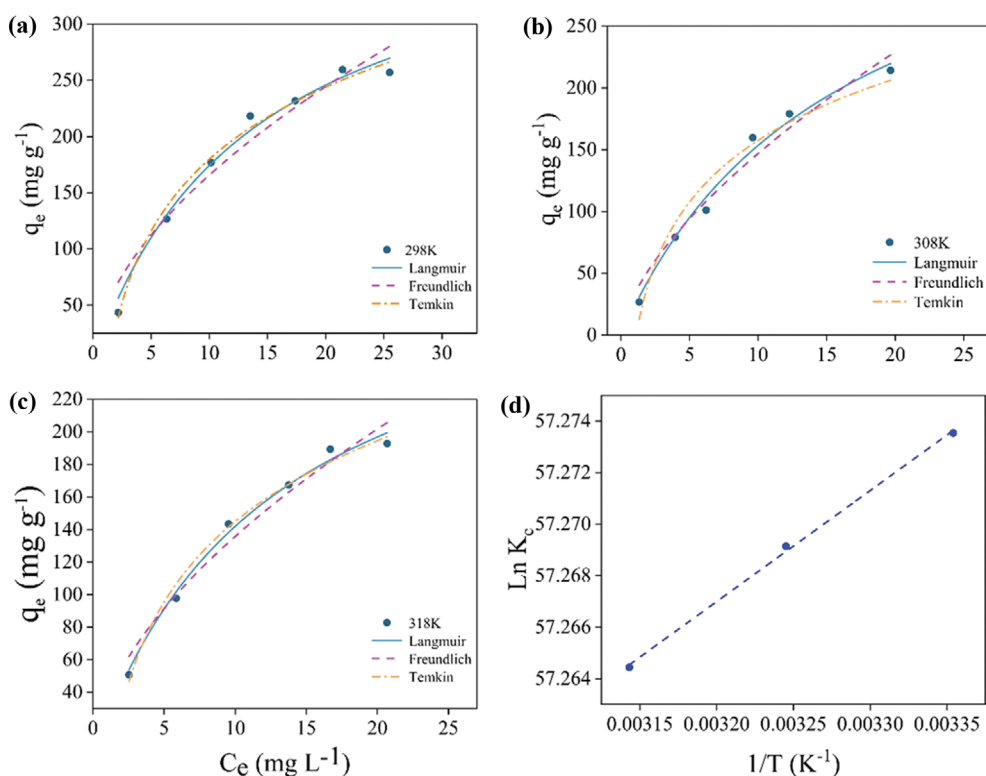 (a)
300
250
200
150
100
50
q_e (mg g^-1)
298K
Langmuir
Freundlich
Temkin
0 5 10 15 20 25 30
(b)
250
200
150
100
50
0
q_e (mg g^-1)
308K
Langmuir
Freundlich
Temkin
0 5 10 15 20 25
(c)
220
200
180
160
140
120
100
80
60
40
q_e (mg g^-1)
318K
Langmuir
Freundlich
Temkin
0 5 10 15 20 25
C_e (mg L^-1)
(d)
57.274
57.272
57.270
57.268
57.266
57.264
Ln K_c
0.00315 0.00320 0.00325 0.00330 0.00335
1/T (K^-1)